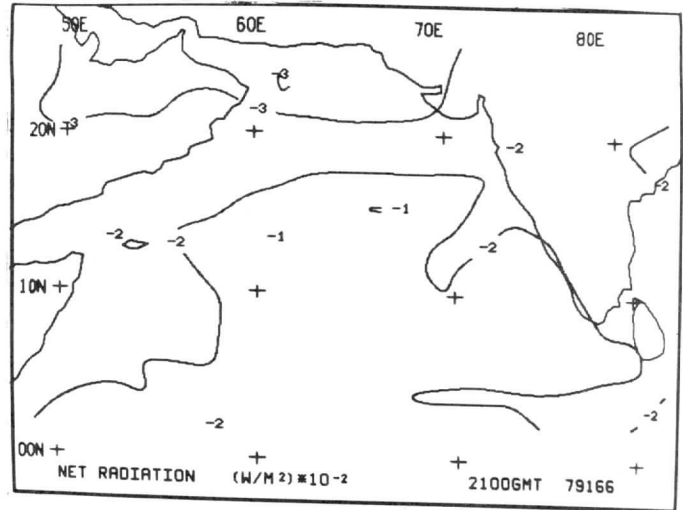 50E 60E 70E 80E
-3
-3
20N -3
-2
-2
-1
-2 -2 -1 -2
10N
-2 -2
00N
NET RADIATION (W/M²)*10⁻²
2100GMT 79166